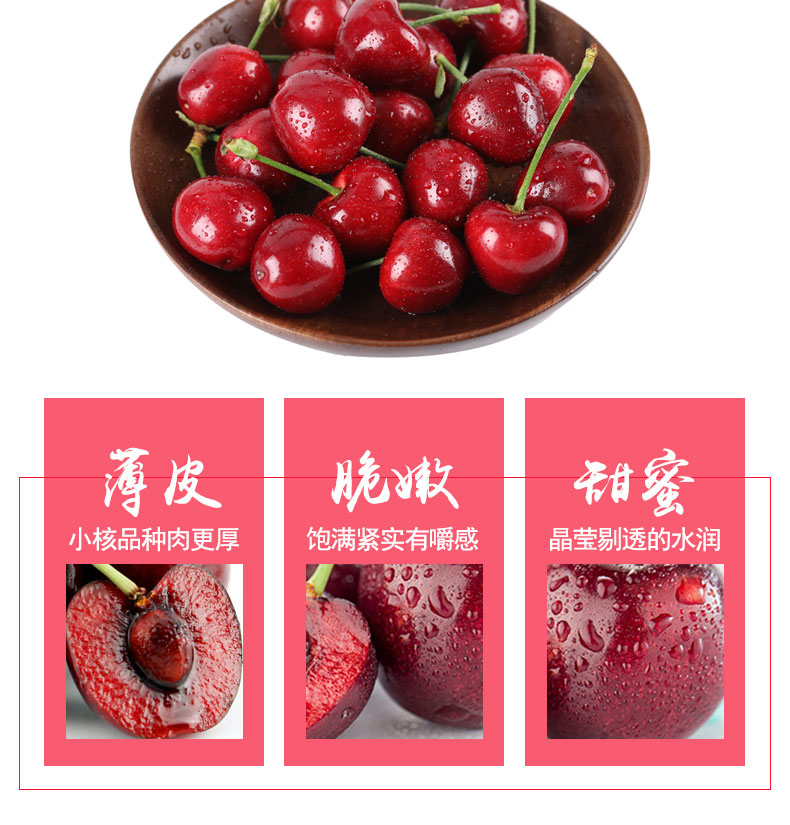 薄皮
小核品种肉更厚
脆嫩
饱满紧实有嚼感
甜蜜
晶莹剔透的水润